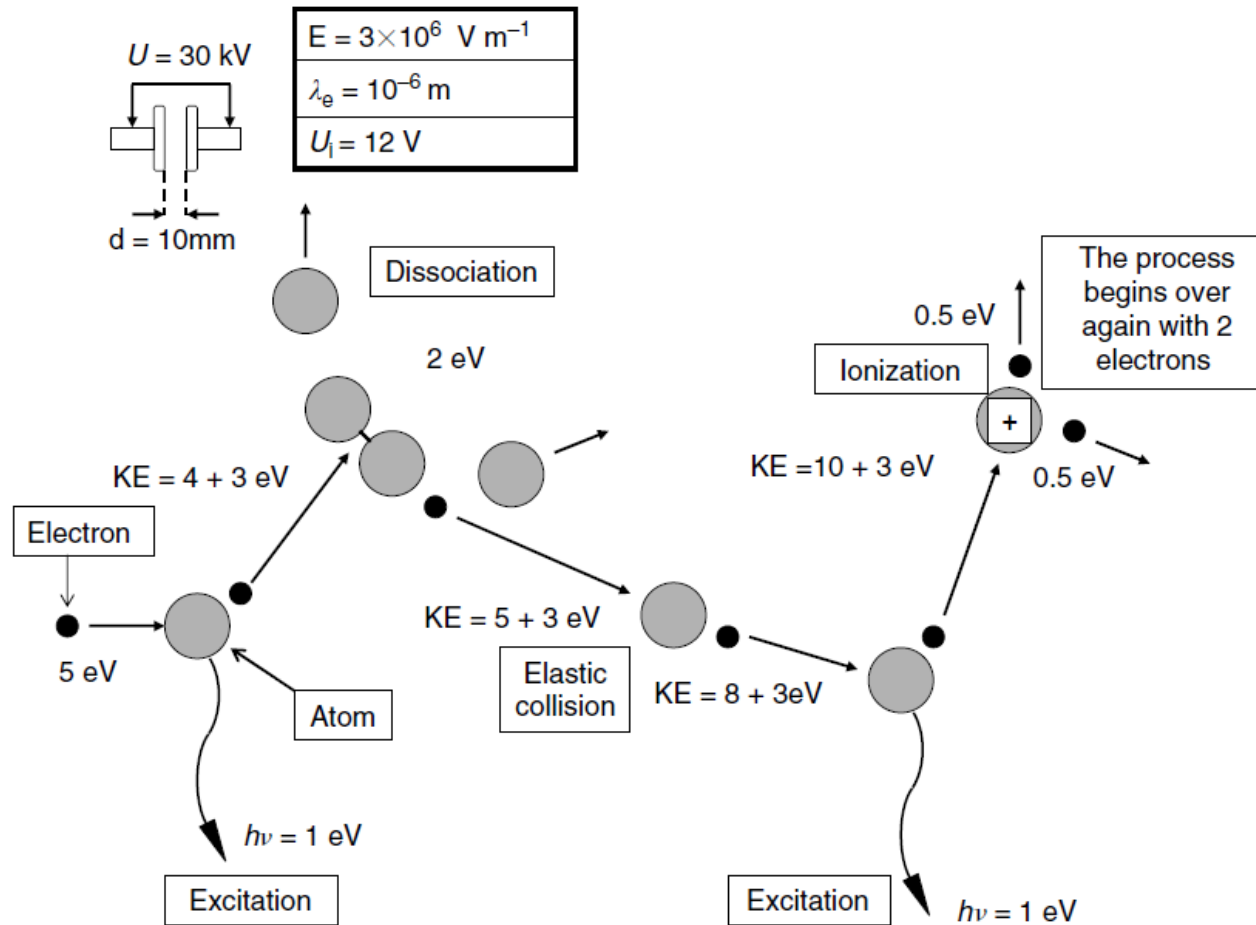 U = 30 kV
d = 10mm
E = 3×10⁶ V m⁻¹
λₑ = 10⁻⁶ m
Uᵢ = 12 V
Dissociation
2 eV
KE = 4 + 3 eV
Electron
5 eV
Atom
hν = 1 eV
Excitation
KE = 5 + 3 eV
Elastic
collision
KE = 8 + 3eV
hν = 1 eV
Excitation
KE =10 + 3 eV
Ionization
+
0.5 eV
0.5 eV
The process
begins over
again with 2
electrons